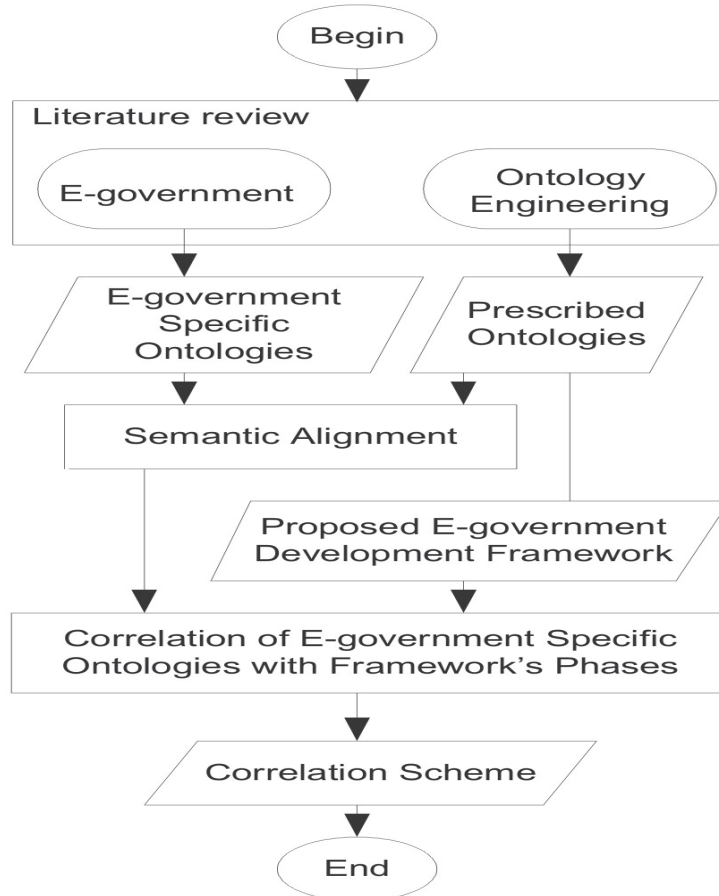 Begin
Literature review
E-government
Ontology
Engineering
E-government
Specific
Ontologies
Prescribed
Ontologies
Semantic Alignment
Proposed E-government
Development Framework
Correlation of E-government Specific
Ontologies with Framework’s Phases
Correlation Scheme
End